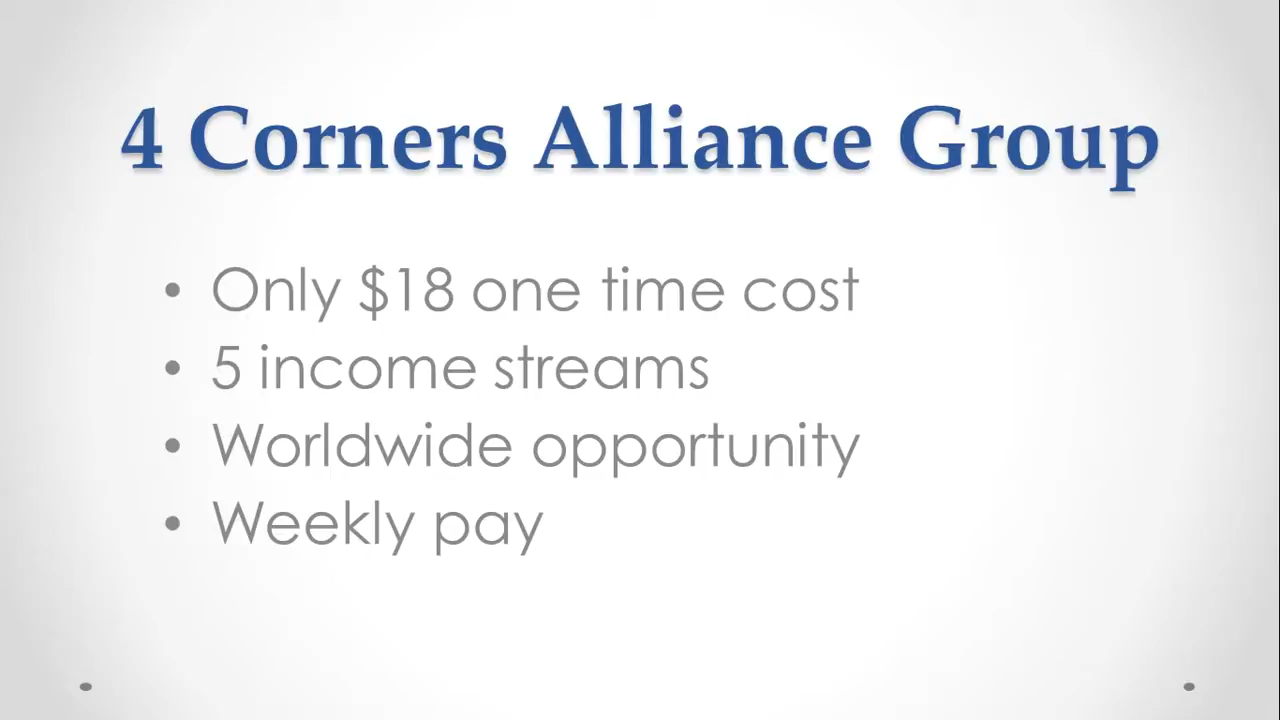 4 Corners Alliance Group
• Only $18 one time cost
• 5 income streams
• Worldwide opportunity
• Weekly pay